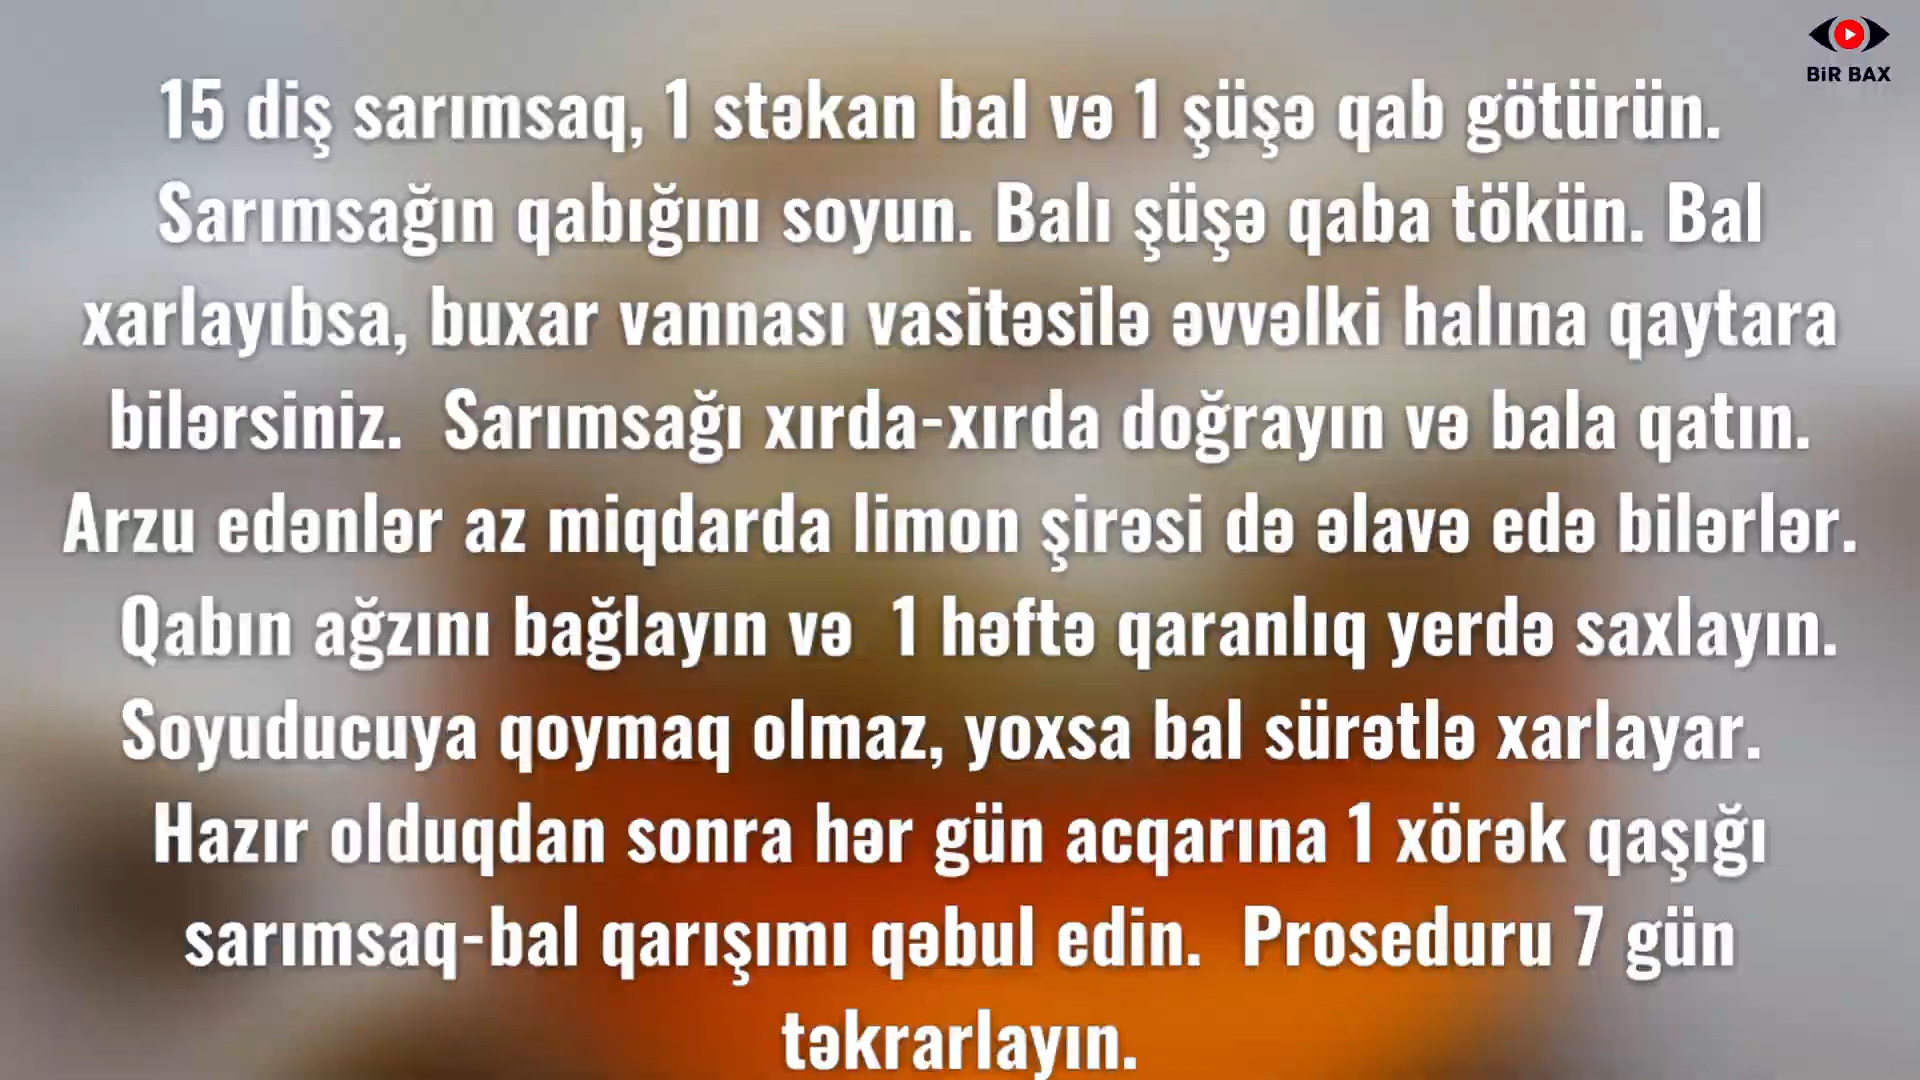 BiR BAX
15 diş sarımsaq, 1 stəkan bal və 1 şüşə qab götürün.
Sarımsağın qabığını soyun. Balı şüşə qaba tökün. Bal
xarlayıbsa, buxar vannası vasitəsilə əvvəlki halına qaytara
bilərsiniz. Sarımsağı xırda-xırda doğrayın və bala qatın.
Arzu edənlər az miqdarda limon şirəsi də əlavə edə bilərlər.
Qabın ağzını bağlayın və 1 həftə qaranlıq yerdə saxlayın.
Soyuducuya qoymaq olmaz, yoxsa bal sürətlə xarlayar.
Hazır olduqdan sonra hər gün acqarına 1 xörək qaşığı
sarımsaq-bal qarışımı qəbul edin. Proseduru 7 gün
təkrarlayın.